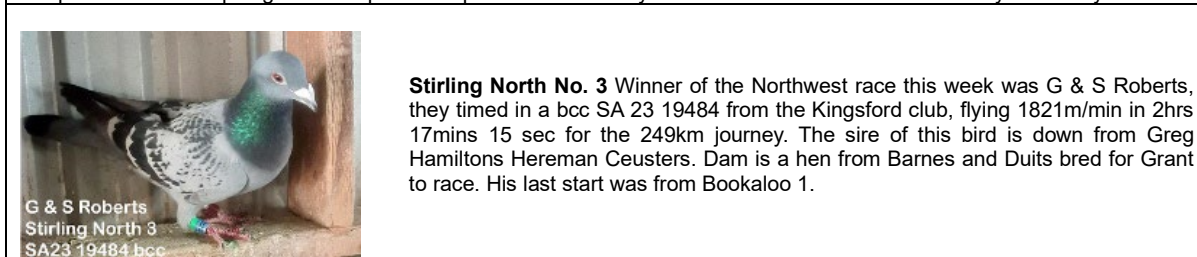 G & S Roberts
Stirling North 3
SA23 19484 bcc
Stirling North No. 3 Winner of the Northwest race this week was G & S Roberts,
they timed in a bcc SA 23 19484 from the Kingsford club, flying 1821m/min in 2hrs
17mins 15 sec for the 249km journey. The sire of this bird is down from Greg
Hamiltons Hereman Ceusters. Dam is a hen from Barnes and Duits bred for Grant
to race. His last start was from Bookaloo 1.